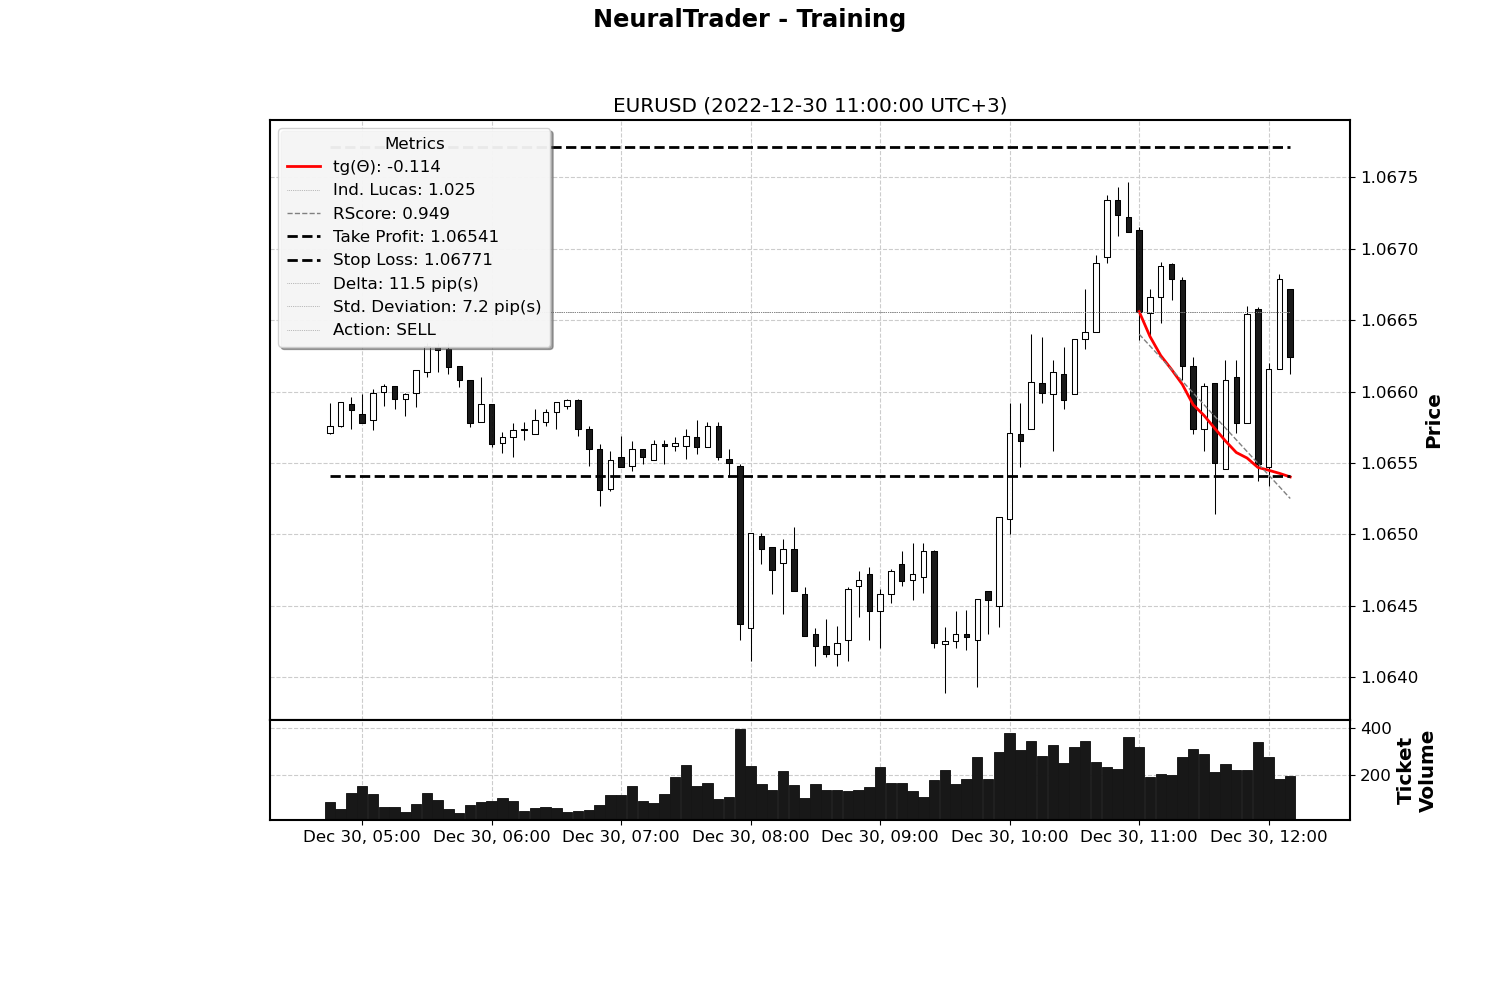 NeuralTrader - Training
EURUSD (2022-12-30 11:00:00 UTC+3)
Metrics
tg(Θ): -0.114
Ind. Lucas: 1.025
RScore: 0.949
Take Profit: 1.06541
Stop Loss: 1.06771
Delta: 11.5 pip(s)
Std. Deviation: 7.2 pip(s)
Action: SELL
1.0675
1.0670
1.0665
1.0660
1.0655
1.0650
1.0645
1.0640
Price
400
200
Ticket
Volume
Dec 30, 05:00 Dec 30, 06:00 Dec 30, 07:00 Dec 30, 08:00 Dec 30, 09:00 Dec 30, 10:00 Dec 30, 11:00 Dec 30, 12:00